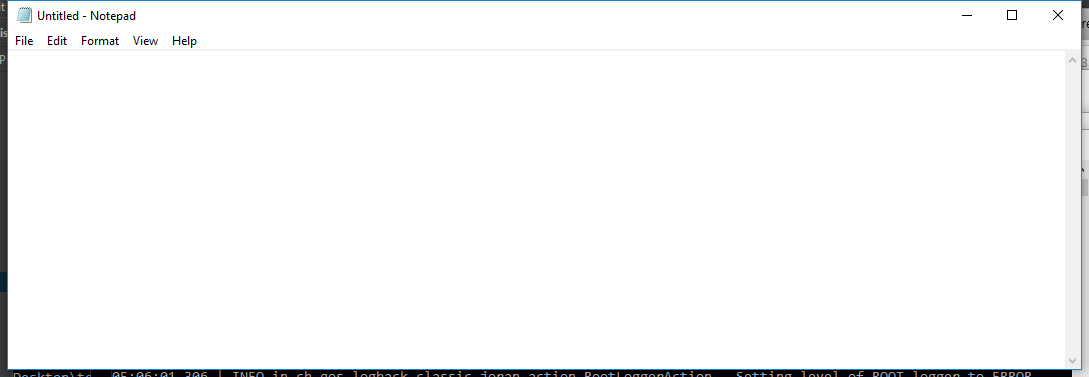 Untitled - Notepad
File Edit Format View Help
Desktop\tc 05:06:01,306 | INFO in ch.qos.logback.classic.joran.action.RootLoggerAction - Setting level of ROOT logger to ERROR